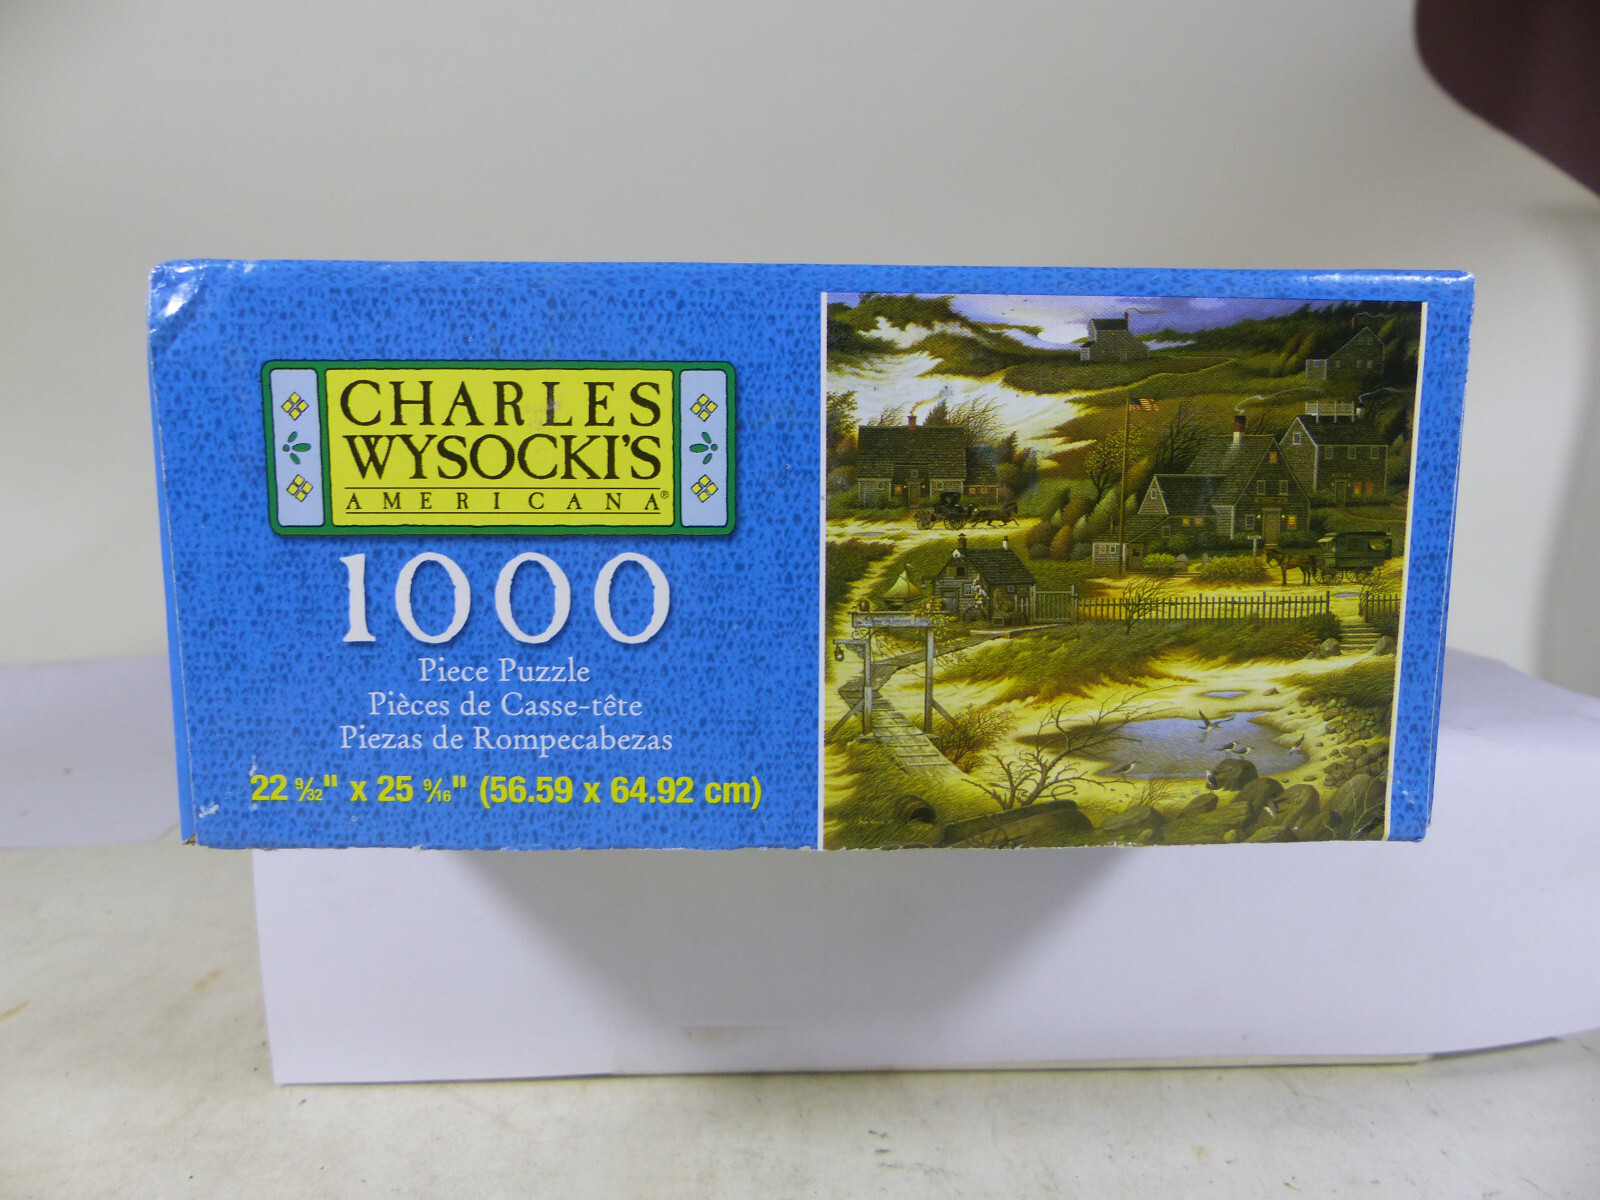 CHARLES
WYSOCKI'S
AMERICANA®
1000
Piece Puzzle
Pièces de Casse-tête
Piezas de Rompecabezas
22 9/32" x 25 9/16" (56.59 x 64.92 cm)